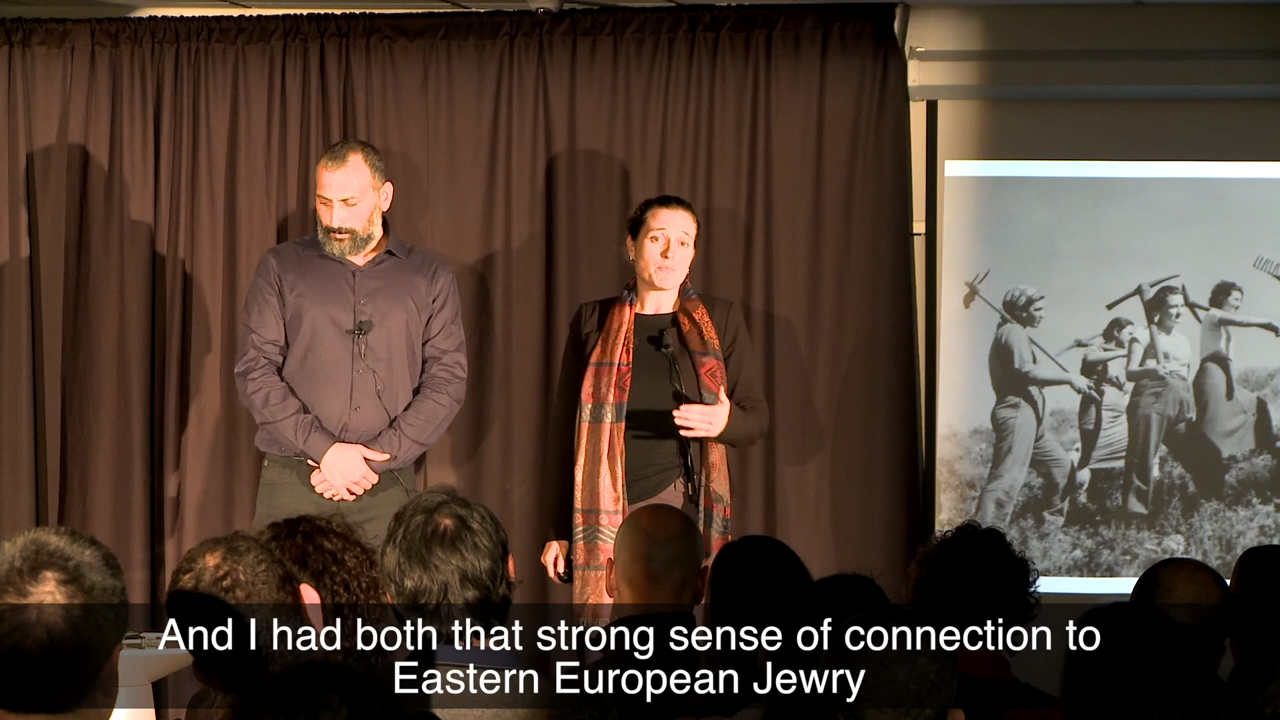 And I had both that strong sense of connection to
Eastern European Jewry